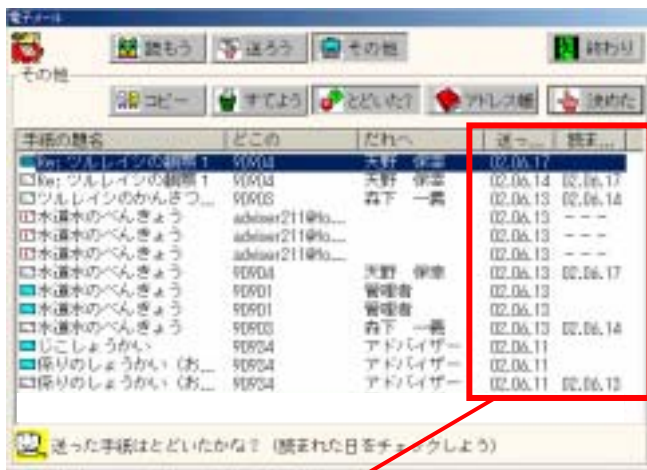 電子メール
読もう 送ろう その他 終わり
その他
コピー すてよう とどいた? アドレス帳 決めた
手紙の題名 どこの だれへ 送っ... 読ま...
Re: ツルレイシの観察1 90904 天野 保幸 02.06.17
Re: ツルレイシの観察1 90904 天野 保幸 02.06.14 02.06.17
ツルレイシのかんさつ... 90903 森下 一義 02.06.13 02.06.14
水道水のべんきょう 02.06.13 - - -
水道水のべんきょう 02.06.13 - - -
水道水のべんきょう 02.06.13 - - -
水道水のべんきょう 90904 天野 保幸 02.06.13 02.06.17
水道水のべんきょう 90901 管理者 02.06.13
水道水のべんきょう 90901 管理者 02.06.13
水道水のべんきょう 90903 森下 一義 02.06.13 02.06.14
じこしょうかい 90934 アドバイザー 02.06.11
係りのしょうかい(お... 90934 アドバイザー 02.06.11
係りのしょうかい(お... 90934 アドバイザー 02.06.11 02.06.13
送った手紙はとどいたかな? (読まれた日をチェックしよう)